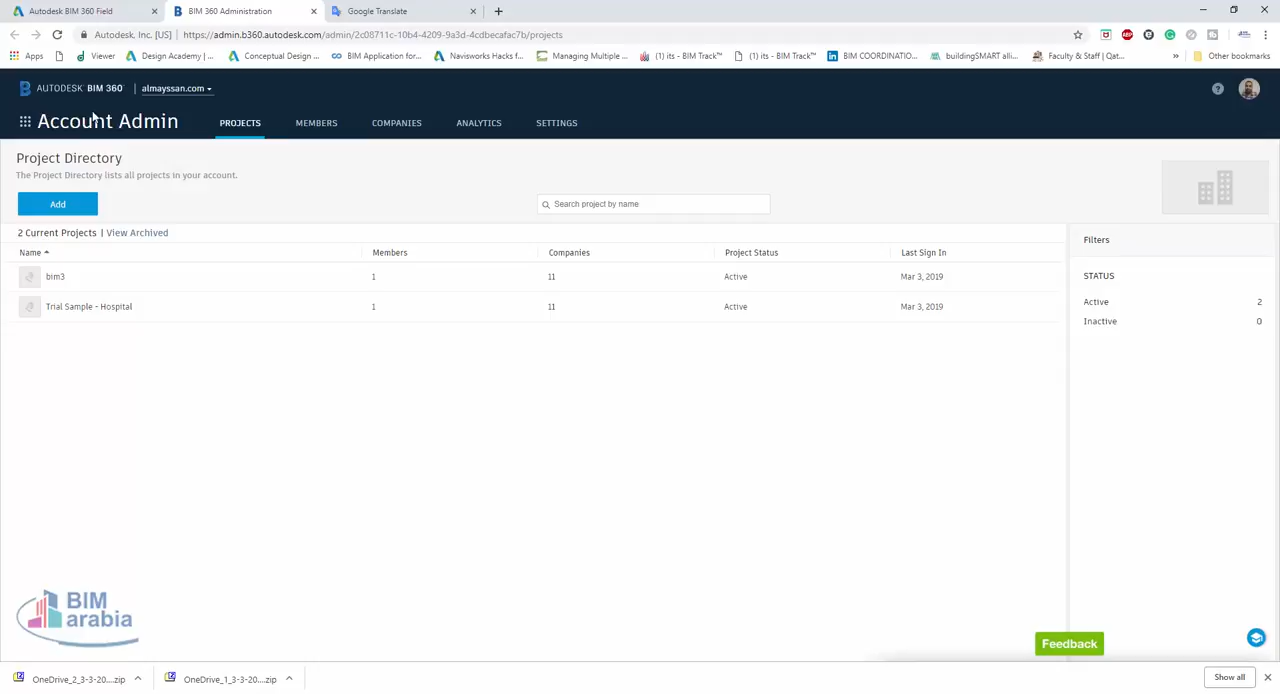 Autodesk BIM 360 Field
BIM 360 Administration
Google Translate
Autodesk, Inc. [US] | https://admin.b360.autodesk.com/admin/2c08711c-10b4-4209-9a3d-4cdbecafac7b/projects
Apps
Viewer
Design Academy | ...
Conceptual Design ...
BIM Application for...
Navisworks Hacks f...
Managing Multiple ...
(1) its - BIM Track™
(1) its - BIM Track™
BIM COORDINATIO...
buildingSMART alli...
Faculty & Staff | Qat...
»
Other bookmarks
AUTODESK® BIM 360® | almayssan.com
Account Admin
PROJECTS
MEMBERS
COMPANIES
ANALYTICS
SETTINGS
Project Directory
The Project Directory lists all projects in your account.
Add
Search project by name
2 Current Projects | View Archived
Name Members Companies Project Status Last Sign In
bim3 1 11 Active Mar 3, 2019
Trial Sample - Hospital 1 11 Active Mar 3, 2019
Filters
STATUS
Active 2
Inactive 0
BIM
arabia
Feedback
OneDrive_2_3-3-20....zip
OneDrive_1_3-3-20....zip
Show all